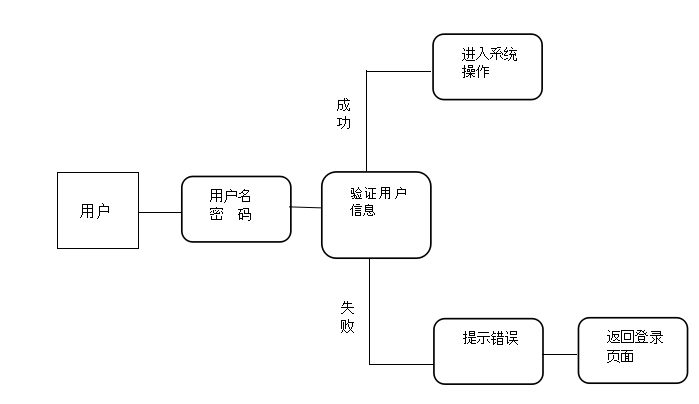 用户
用户名
密　码
验证用户
信息
成
功
进入系统
操作
失
败
提示错误
返回登录
页面